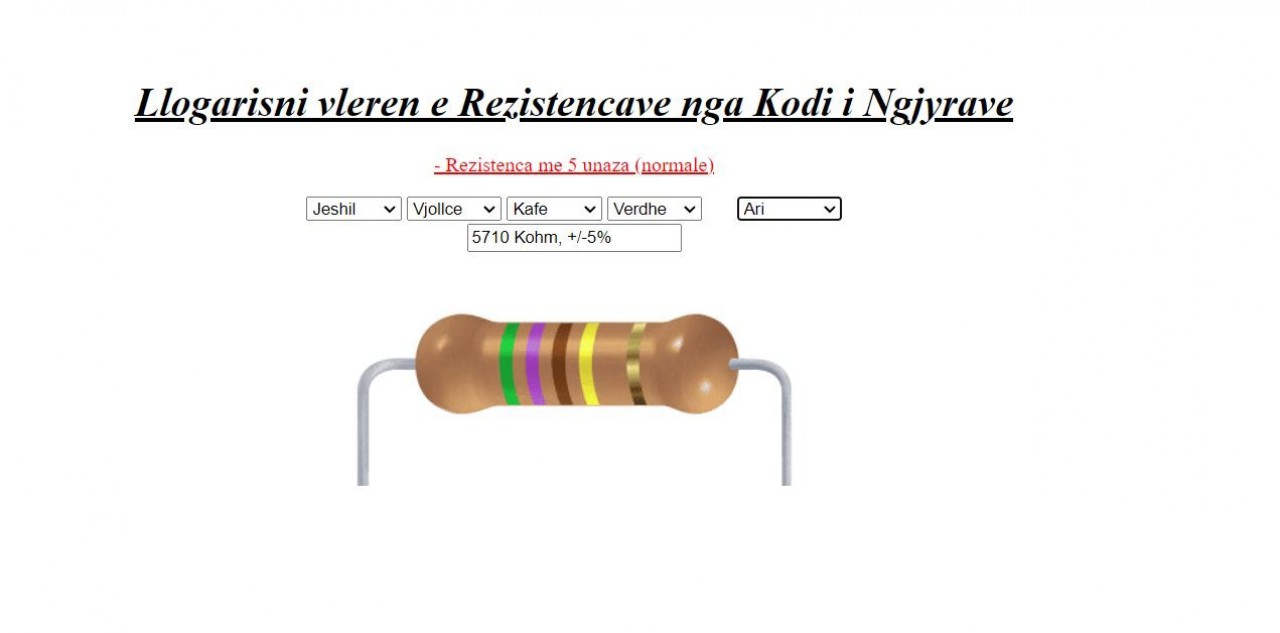 Llogarisni vleren e Rezistencave nga Kodi i Ngjyrave
- Rezistenca me 5 unaza (normale)
Jeshil Vjollce Kafe Verdhe Ari
5710 Kohm, +/-5%